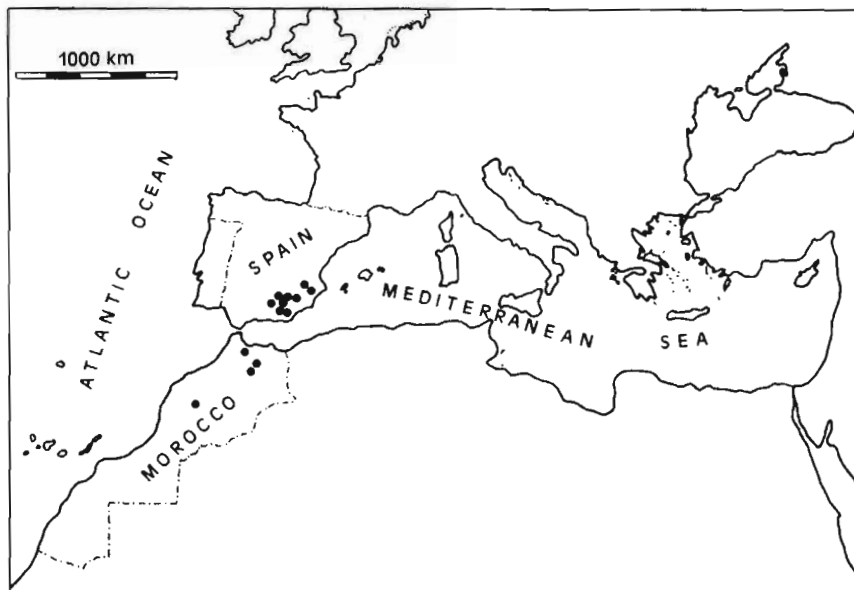 1000 km
ATLANTIC OCEAN
SPAIN
MEDITERRANEAN SEA
MOROCCO